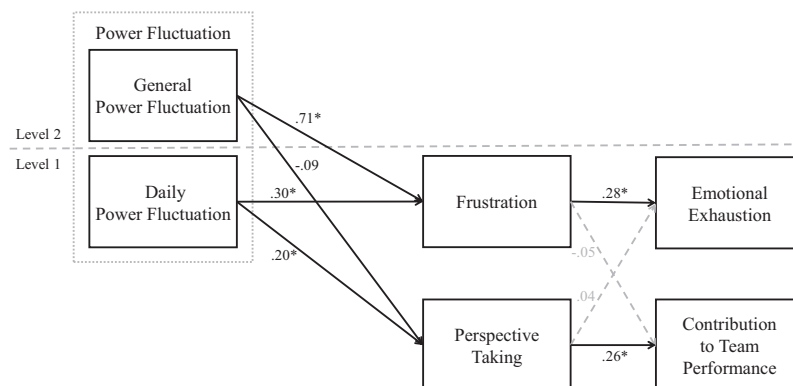 Power Fluctuation
General
Power Fluctuation
.71*
Level 2
Level 1
-.09
Daily
Power Fluctuation
.30*
Frustration
.28*
Emotional
Exhaustion
.20*
-.05
.04
Perspective
Taking
.26*
Contribution
to Team
Performance